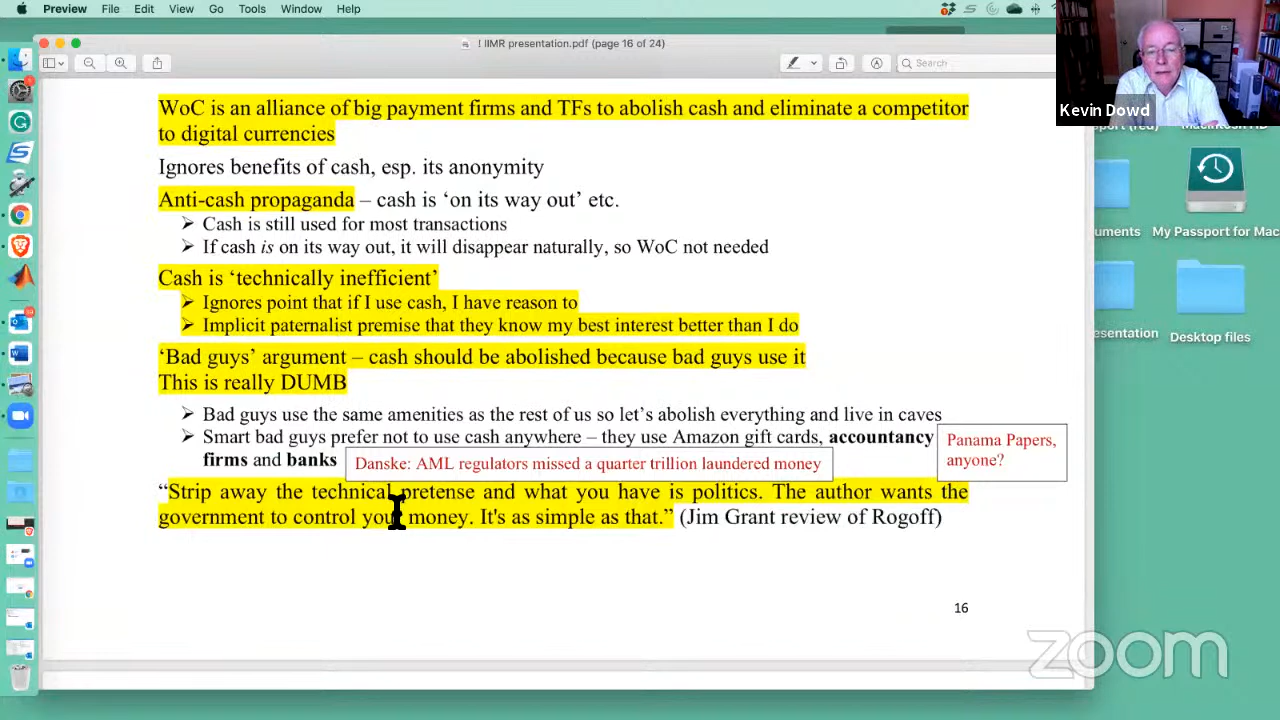 Preview File Edit View Go Tools Window Help
! IIMR presentation.pdf (page 16 of 24)
Search
Kevin Dowd
WoC is an alliance of big payment firms and TFs to abolish cash and eliminate a competitor
to digital currencies
Ignores benefits of cash, esp. its anonymity
Anti-cash propaganda – cash is ‘on its way out’ etc.
➢ Cash is still used for most transactions
➢ If cash is on its way out, it will disappear naturally, so WoC not needed
Cash is ‘technically inefficient’
➢ Ignores point that if I use cash, I have reason to
➢ Implicit paternalist premise that they know my best interest better than I do
‘Bad guys’ argument – cash should be abolished because bad guys use it
This is really DUMB
➢ Bad guys use the same amenities as the rest of us so let’s abolish everything and live in caves
➢ Smart bad guys prefer not to use cash anywhere – they use Amazon gift cards, accountancy
firms and banks
Danske: AML regulators missed a quarter trillion laundered money
Panama Papers,
anyone?
“Strip away the technical pretense and what you have is politics. The author wants the
government to control your money. It's as simple as that.” (Jim Grant review of Rogoff)
16
uments
My Passport for Mac
esentation
Desktop files
zoom